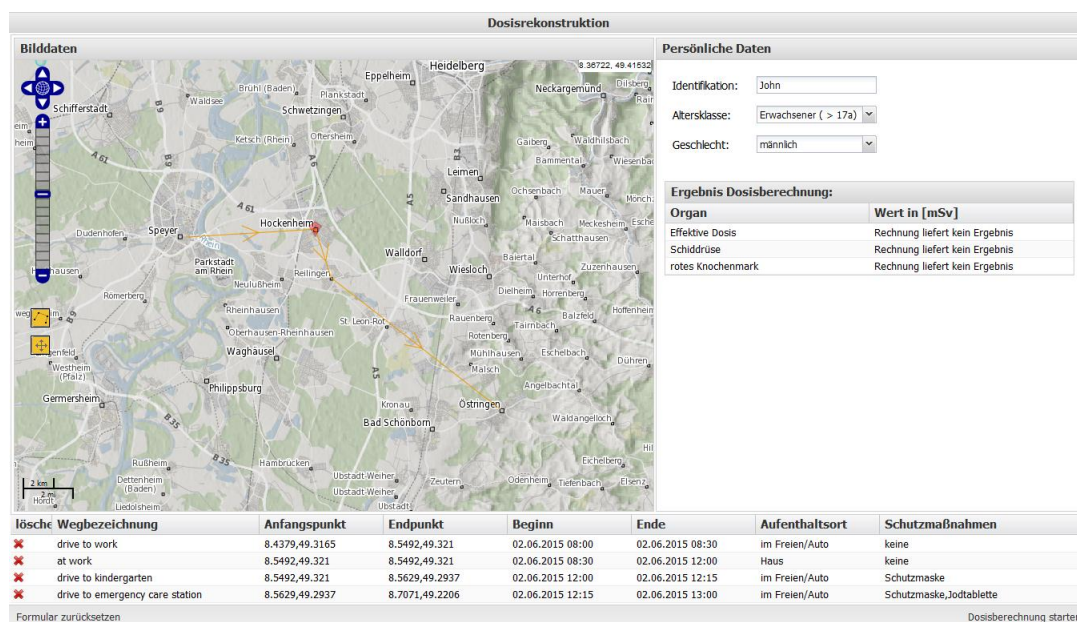 Dosisrekonstruktion
Bilddaten
8.36722, 49.41532
Heidelberg
Eppelheim
Neckargemünd
Dilsberg
Brühl (Baden)
Plankstadt
Waldsee
B 9
Schifferstadt
Schwetzingen
Ketsch (Rhein)
Oftersheim
Gaiberg
Waldhilsbach
A 61
B 9
A 6
B 3
Bammental
Leimen
A 5
Sandhausen
Ochsenbach
Mauer
A 61
Nußloch
Maisbach
Meckesheim
Hockenheim
Dudenhofen
Speyer
Rhein
Schatthausen
Walldorf
Baiertal
Parkstadt
am Rhein
Reilingen
Wiesloch
Zuzenhausen
Unterhof
Neulußheim
Dielheim
Horrenberg
Römerberg
Frauenweiler
A 6
Balzfeld
Hoffenheim
Rheinhausen
St. Leon-Rot
Rauenberg
Tairnbach
B 9
Oberhausen-Rheinhausen
Rotenberg
Waghäusel
Mühlhausen
Eschelbach
Dühren
Westheim
(Pfalz)
A 5
Malsch
Philippsburg
Angelbachtal
Germersheim
Kronau
Östringen
B 35
Bad Schönborn
Waldangelloch
Eichelberg
Rußheim
B 35
Hambrücken
Dettenheim
(Baden)
Ubstadt-Weiher
Zeutern
Odenheim
Tiefenbach
Elsenz
2 km
2 mi
Ubstadt-Weiher
Hördt
Liedolsheim
Ubstadt
Persönliche Daten
Identifikation: John
Altersklasse: Erwachsener ( > 17a)
Geschlecht: männlich
Ergebnis Dosisberechnung:
Organ Wert in [mSv]
Effektive Dosis Rechnung liefert kein Ergebnis
Schiddrüse Rechnung liefert kein Ergebnis
rotes Knochenmark Rechnung liefert kein Ergebnis
lösche Wegbezeichnung Anfangspunkt Endpunkt Beginn Ende Aufenthaltsort Schutzmaßnahmen
drive to work 8.4379,49.3165 8.5492,49.321 02.06.2015 08:00 02.06.2015 08:30 im Freien/Auto keine
at work 8.5492,49.321 8.5492,49.321 02.06.2015 08:30 02.06.2015 12:00 Haus keine
drive to kindergarten 8.5492,49.321 8.5629,49.2937 02.06.2015 12:00 02.06.2015 12:15 im Freien/Auto Schutzmaske
drive to emergency care station 8.5629,49.2937 8.7071,49.2206 02.06.2015 12:15 02.06.2015 13:00 im Freien/Auto Schutzmaske,Jodtablette
Formular zurücksetzen Dosisberechnung starten